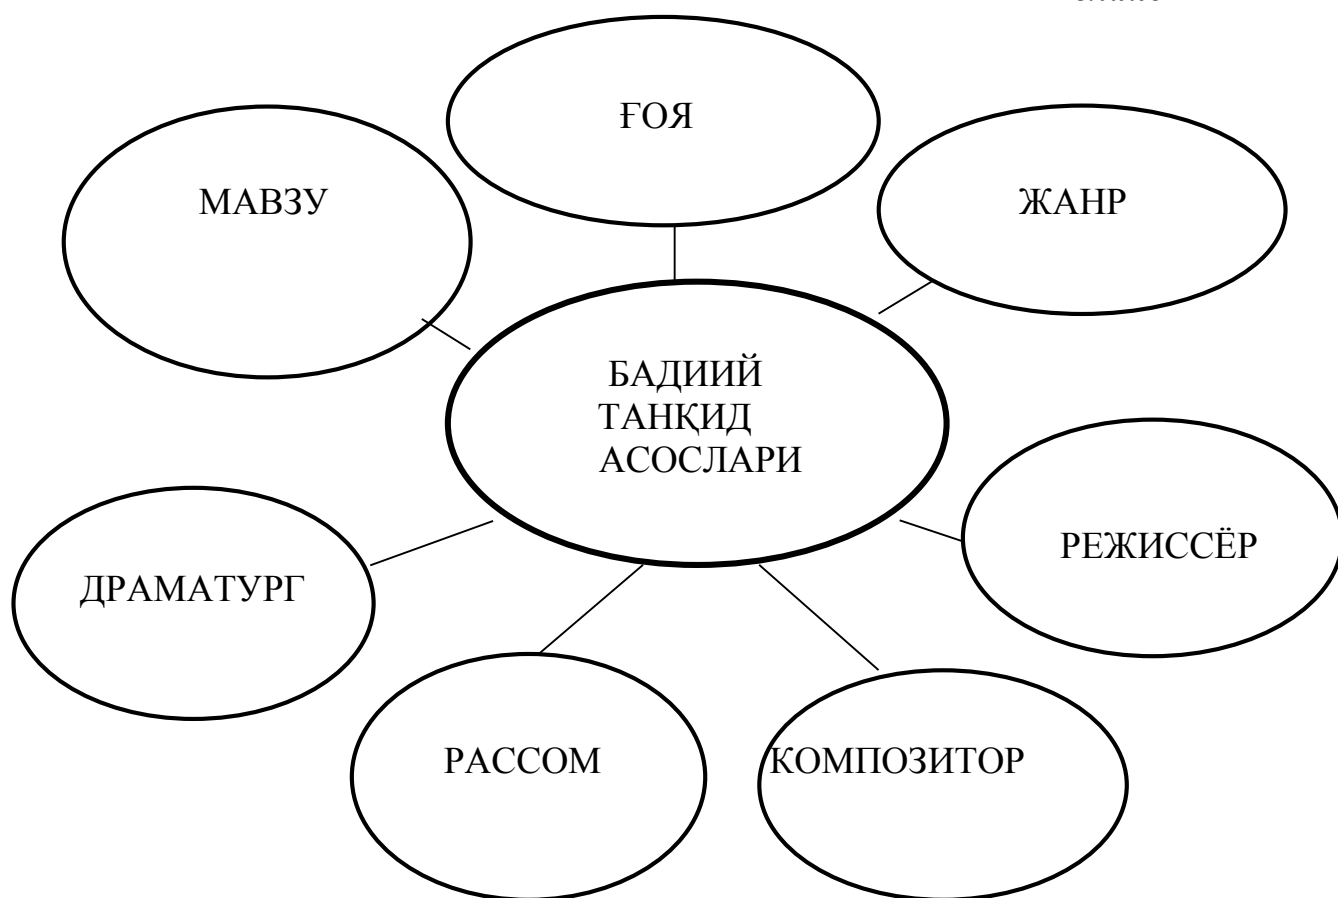 ҒОЯ
МАВЗУ
ЖАНР
БАДИИЙ
ТАНҚИД
АСОСЛАРИ
РЕЖИССЁР
ДРАМАТУРГ
РАССОМ
КОМПОЗИТОР